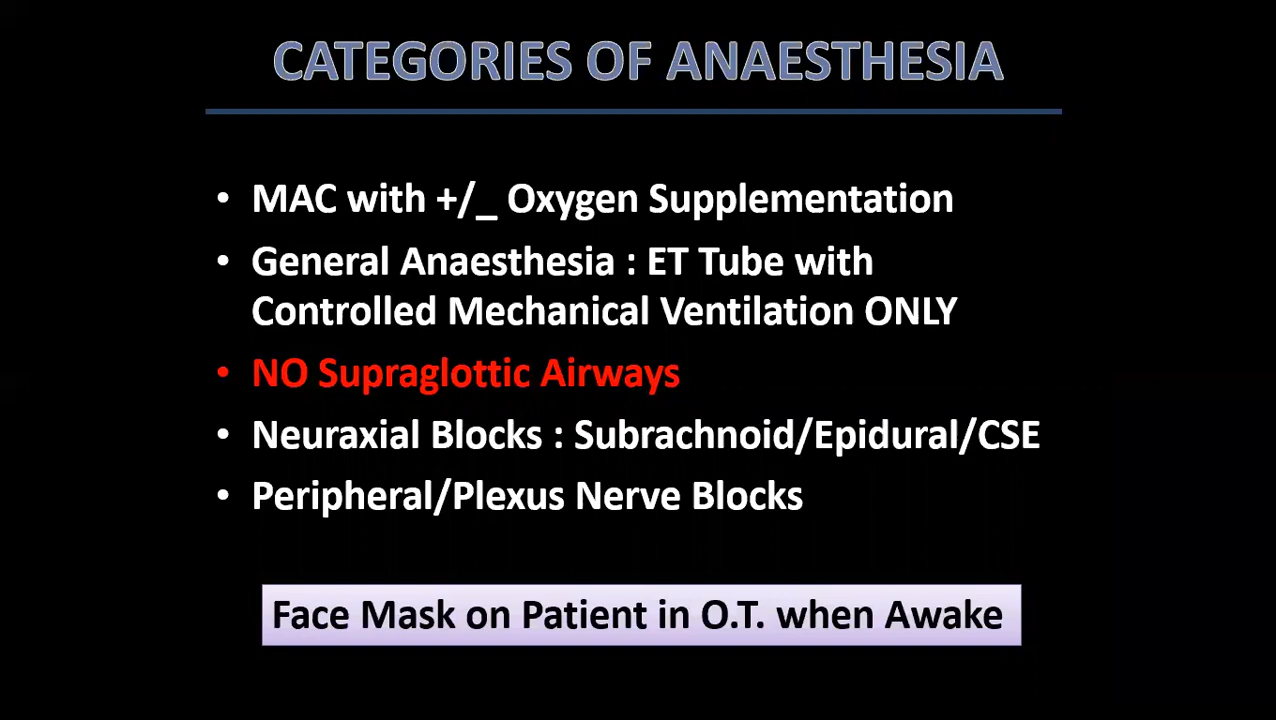 CATEGORIES OF ANAESTHESIA
• MAC with +/_ Oxygen Supplementation
• General Anaesthesia : ET Tube with
Controlled Mechanical Ventilation ONLY
• NO Supraglottic Airways
• Neuraxial Blocks : Subrachnoid/Epidural/CSE
• Peripheral/Plexus Nerve Blocks
Face Mask on Patient in O.T. when Awake